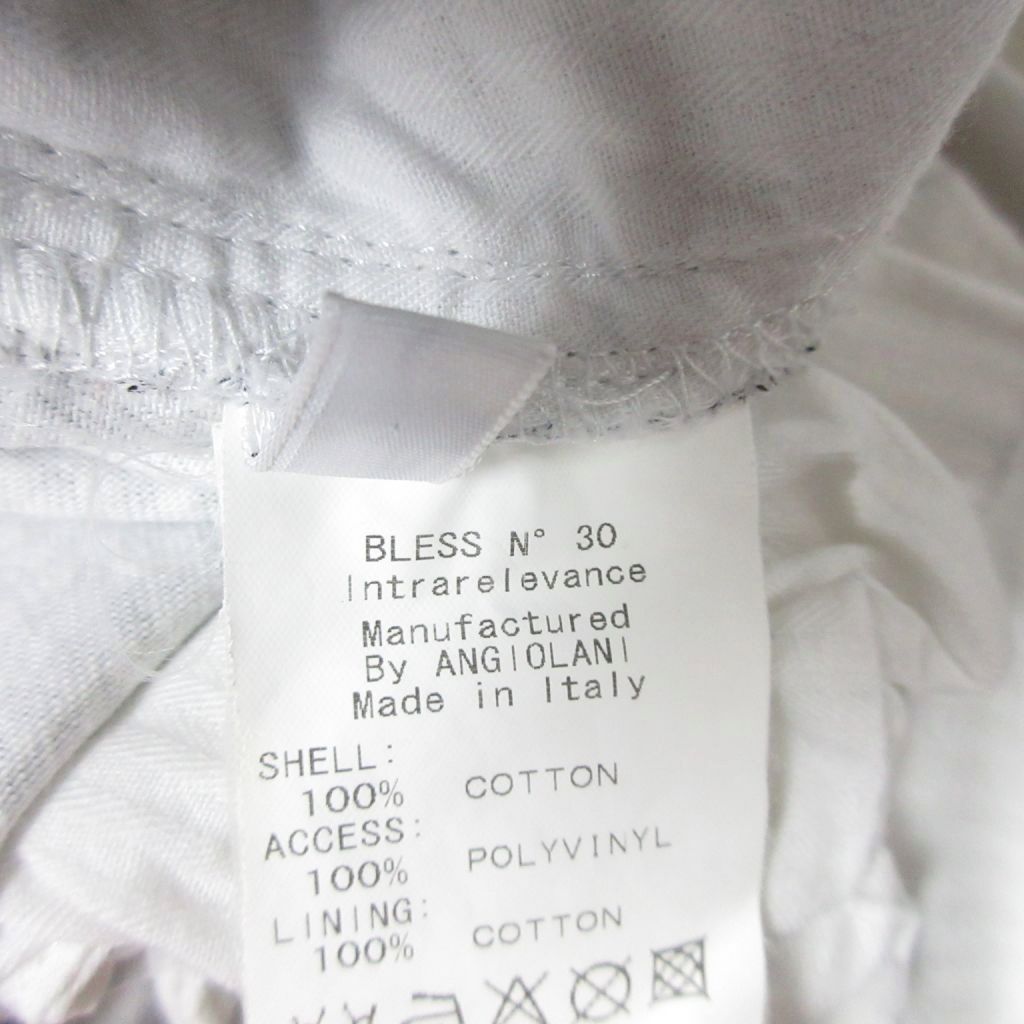 BLESS N° 30
Intrarelevance
Manufactured
By ANGIOLANI
Made in Italy
SHELL:
100% COTTON
ACCESS:
100% POLYVINYL
LINING:
100% COTTON